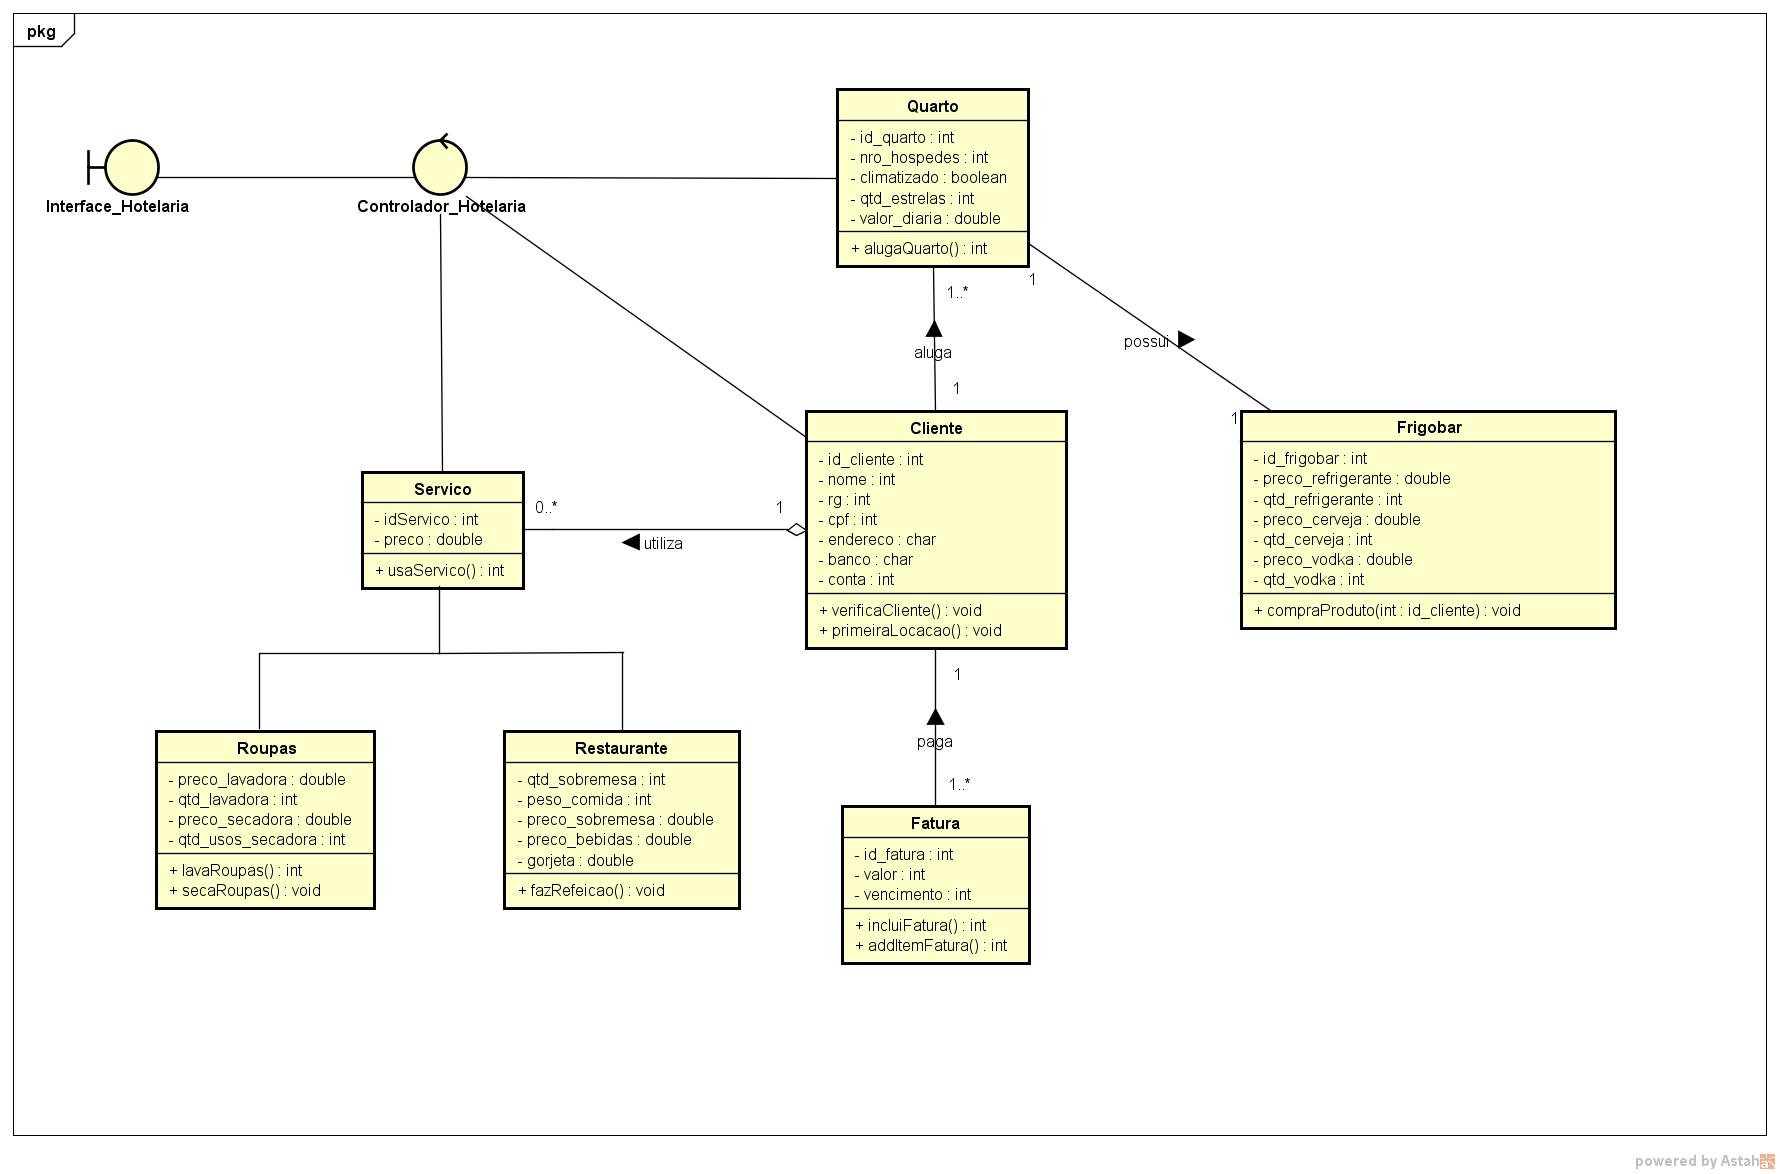 pkg
Interface_Hotelaria
Controlador_Hotelaria
Quarto
- id_quarto : int
- nro_hospedes : int
- climatizado : boolean
- qtd_estrelas : int
- valor_diaria : double
+ alugaQuarto() : int
1..*
aluga
1
1
possui
1
Cliente
- id_cliente : int
- nome : int
- rg : int
- cpf : int
- endereco : char
- banco : char
- conta : int
+ verificaCliente() : void
+ primeiraLocacao() : void
Frigobar
- id_frigobar : int
- preco_refrigerante : double
- qtd_refrigerante : int
- preco_cerveja : double
- qtd_cerveja : int
- preco_vodka : double
- qtd_vodka : int
+ compraProduto(int : id_cliente) : void
Servico
- idServico : int
- preco : double
+ usaServico() : int
0..*
1
utiliza
1
paga
1..*
Roupas
- preco_lavadora : double
- qtd_lavadora : int
- preco_secadora : double
- qtd_usos_secadora : int
+ lavaRoupas() : int
+ secaRoupas() : void
Restaurante
- qtd_sobremesa : int
- peso_comida : int
- preco_sobremesa : double
- preco_bebidas : double
- gorjeta : double
+ fazRefeicao() : void
Fatura
- id_fatura : int
- valor : int
- vencimento : int
+ incluiFatura() : int
+ addItemFatura() : int
powered by Astah